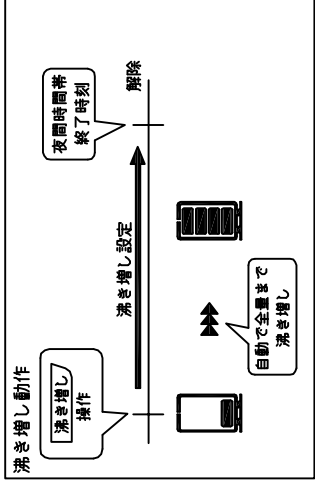 沸き増し動作
沸き増し
操作
沸き増し設定
夜間時間帯
終了時刻
解除
自動で全量まで
沸き増し